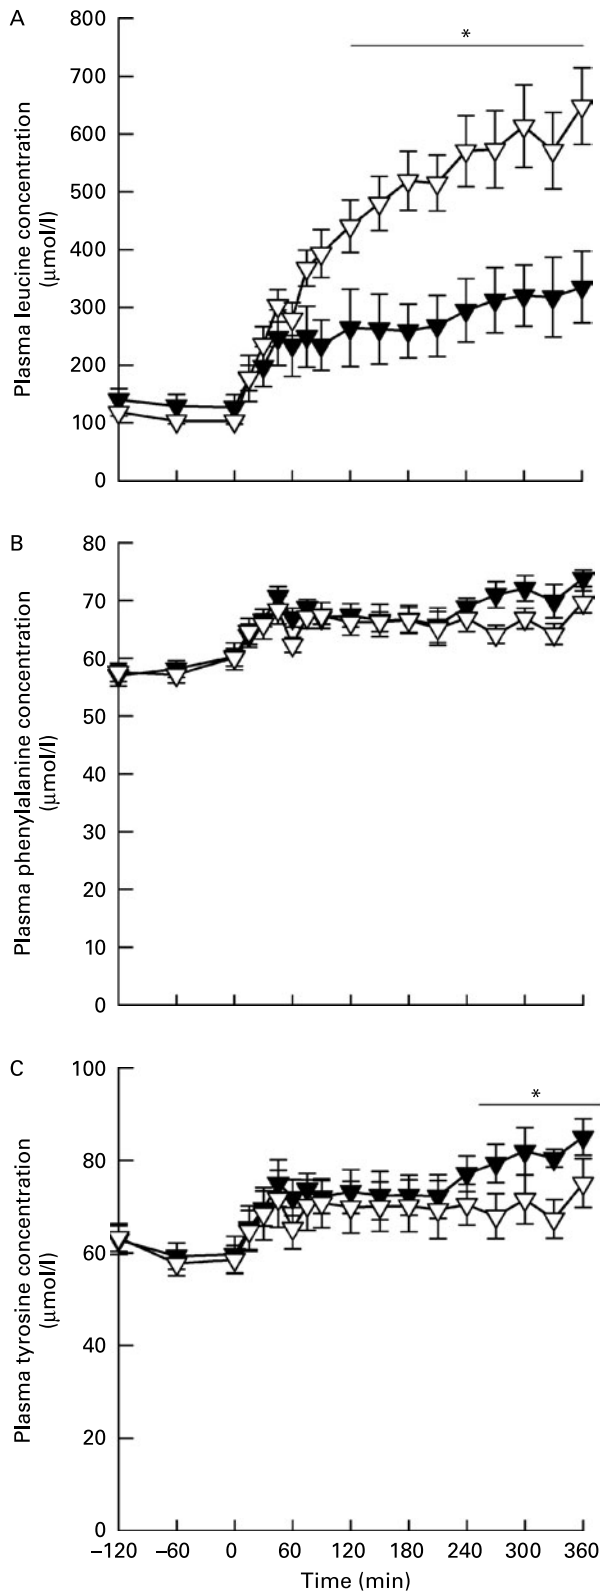 A
800
700
600
500
400
300
200
100
0
Plasma leucine concentration
(μmol/l)
*
B
80
70
60
50
40
30
20
10
0
Plasma phenylalanine concentration
(μmol/l)
C
100
80
60
40
20
0
Plasma tyrosine concentration
(μmol/l)
*
–120 –60 0 60 120 180 240 300 360
Time (min)